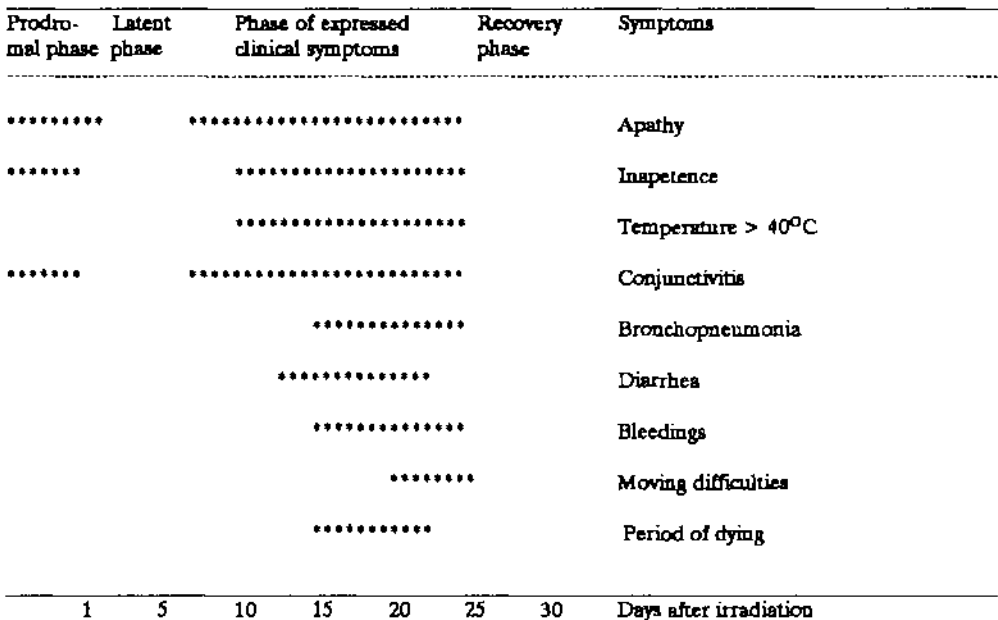 Prodro- Latent Phase of expressed Recovery Symptoms
mal phase phase clinical symptoms phase
********* ************************* Apathy
******* ********************* Inapetence
********************* Temperature > 40°C
******* ************************* Conjunctivitis
************** Bronchopneumonia
************** Diarrhea
************** Bleedings
******** Moving difficulties
*********** Period of dying
1 5 10 15 20 25 30 Days after irradiation